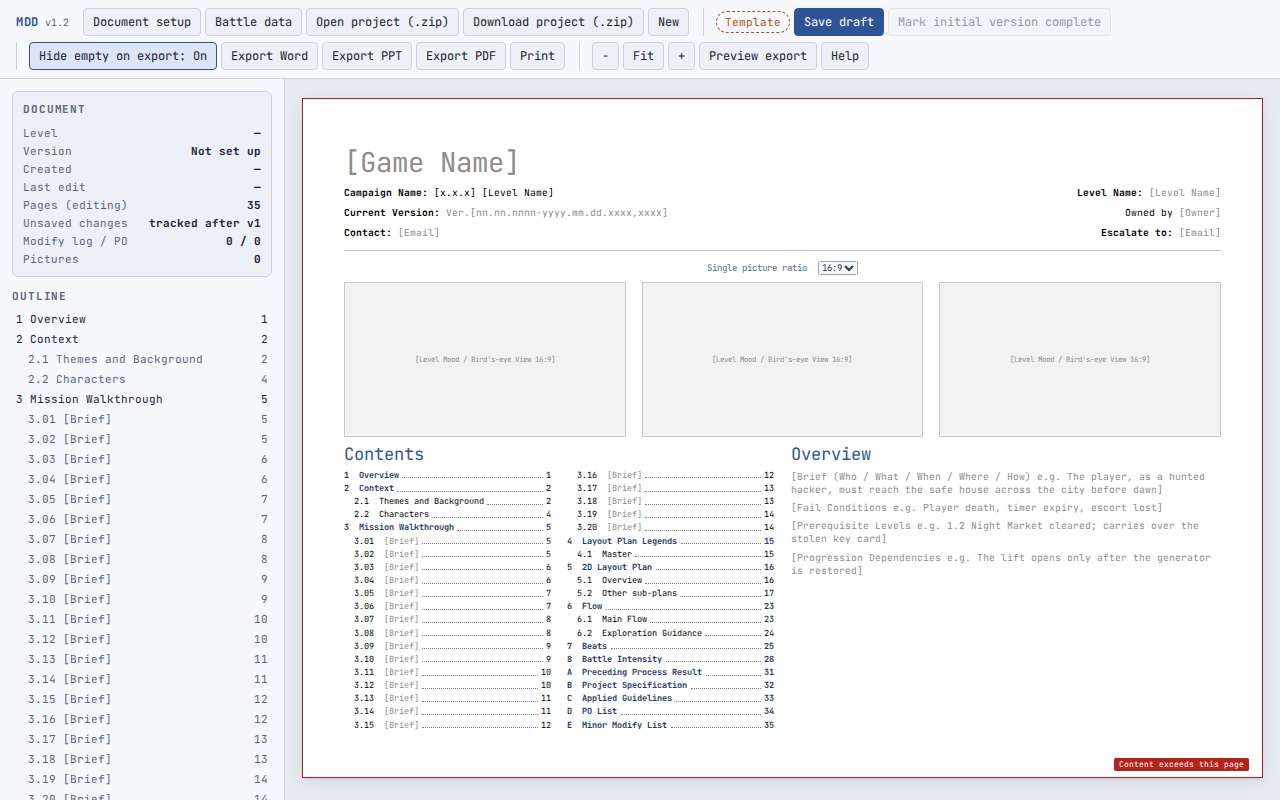 MDD v1.2 Document setup Battle data Open project (.zip) Download project (.zip) New Template Save draft Mark initial version complete
Hide empty on export: On Export Word Export PPT Export PDF Print - Fit + Preview export Help
DOCUMENT
Level —
Version Not set up
Created —
Last edit —
Pages (editing) 35
Unsaved changes tracked after v1
Modify log / PO 0 / 0
Pictures 0
OUTLINE
1 Overview 1
2 Context 2
2.1 Themes and Background 2
2.2 Characters 4
3 Mission Walkthrough 5
3.01 [Brief] 5
3.02 [Brief] 5
3.03 [Brief] 6
3.04 [Brief] 6
3.05 [Brief] 7
3.06 [Brief] 7
3.07 [Brief] 8
3.08 [Brief] 8
3.09 [Brief] 9
3.10 [Brief] 9
3.11 [Brief] 10
3.12 [Brief] 10
3.13 [Brief] 11
3.14 [Brief] 11
3.15 [Brief] 12
3.16 [Brief] 12
3.17 [Brief] 13
3.18 [Brief] 13
3.19 [Brief] 14
3.20 [Brief] 14
[Game Name]
Campaign Name: [x.x.x] [Level Name] Level Name: [Level Name]
Current Version: Ver.[nn.nn.nnnn-yyyy.mm.dd.xxxx,xxxx] Owned by [Owner]
Contact: [Email] Escalate to: [Email]
Single picture ratio 16:9
[Level Mood / Bird's-eye View 16:9] [Level Mood / Bird's-eye View 16:9] [Level Mood / Bird's-eye View 16:9]
Contents
1 Overview 1
2 Context 2
2.1 Themes and Background 2
2.2 Characters 4
3 Mission Walkthrough 5
3.01 [Brief] 5
3.02 [Brief] 5
3.03 [Brief] 6
3.04 [Brief] 6
3.05 [Brief] 7
3.06 [Brief] 7
3.07 [Brief] 8
3.08 [Brief] 8
3.09 [Brief] 9
3.10 [Brief] 9
3.11 [Brief] 10
3.12 [Brief] 10
3.13 [Brief] 11
3.14 [Brief] 11
3.15 [Brief] 12
3.16 [Brief] 12
3.17 [Brief] 13
3.18 [Brief] 13
3.19 [Brief] 14
3.20 [Brief] 14
4 Layout Plan Legends 15
4.1 Master 15
5 2D Layout Plan 16
5.1 Overview 16
5.2 Other sub-plans 17
6 Flow 23
6.1 Main Flow 23
6.2 Exploration Guidance 24
7 Beats 25
8 Battle Intensity 28
A Preceding Process Result 31
B Project Specification 32
C Applied Guidelines 33
D PO List 34
E Minor Modify List 35
Overview
[Brief (Who / What / When / Where / How) e.g. The player, as a hunted
hacker, must reach the safe house across the city before dawn]
[Fail Conditions e.g. Player death, timer expiry, escort lost]
[Prerequisite Levels e.g. 1.2 Night Market cleared; carries over the
stolen key card]
[Progression Dependencies e.g. The lift opens only after the generator
is restored]
Content exceeds this page